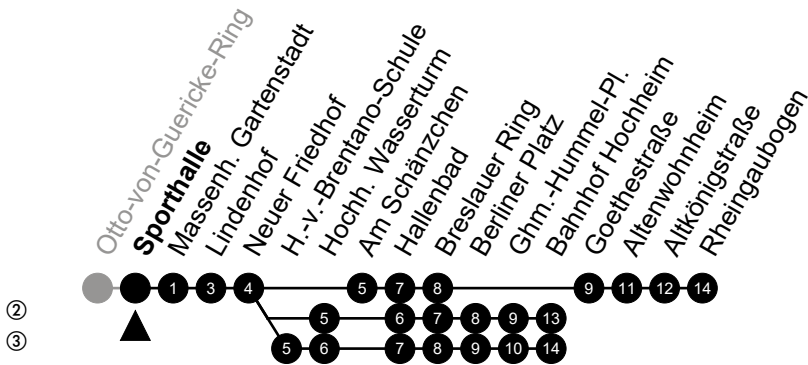 Otto-von-Guericke-Ring
Sporthalle
Massenh. Gartenstadt
Lindenhof
Neuer Friedhof
H.-v.-Brentano-Schule
Hochh. Wasserturm
Am Schänzchen
Hallenbad
Breslauer Ring
Berliner Platz
Ghm.-Hummel-Pl.
Bahnhof Hochheim
Goethestraße
Altenwohnheim
Altkönigstraße
Rheingaubogen
1 3 4 5 7 8 9 11 12 14
② 5 6 7 8 9 13
③ 5 6 7 8 9 10 14